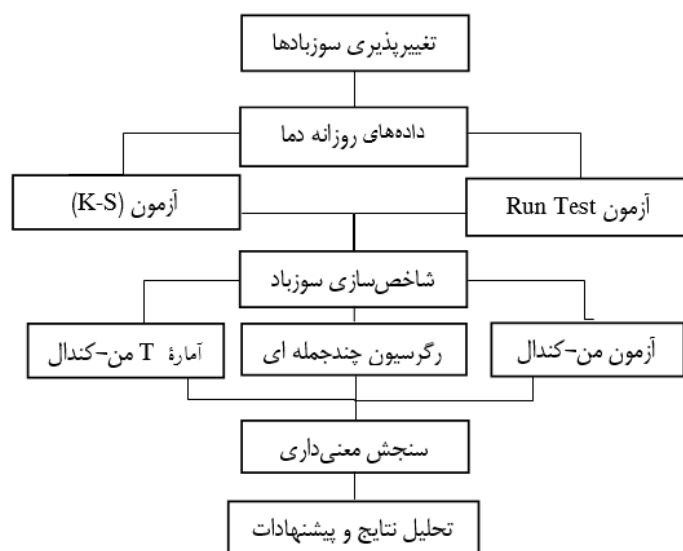 تغییرپذیری سوزبادها
داده‌های روزانه دما
آزمون Run Test
آزمون (K-S)
شاخص‌سازی سوزباد
آزمون من-کندال
رگرسیون چندجمله ای
آمارۀ T من-کندال
سنجش معنی‌داری
تحلیل نتایج و پیشنهادات